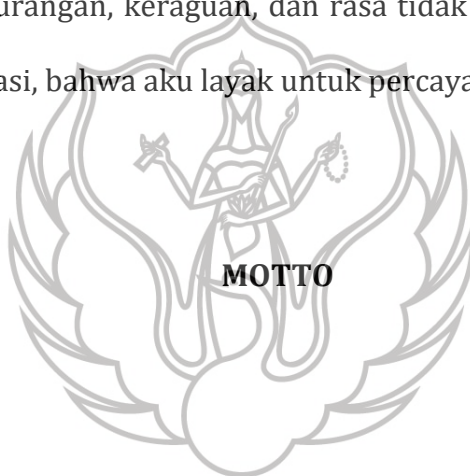 urangan, keraguan, dan rasa tidak
asi, bahwa aku layak untuk percaya
MOTTO